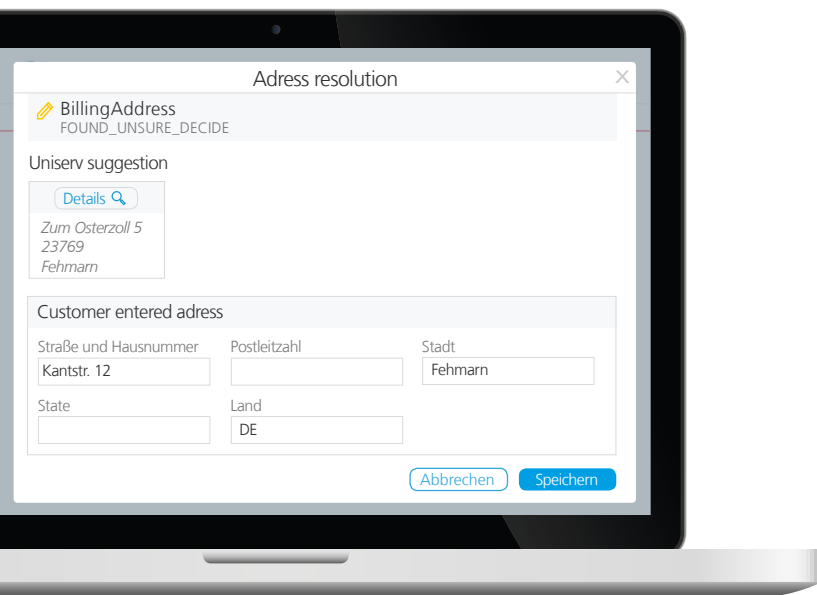 Adress resolution
X
BillingAddress
FOUND_UNSURE_DECIDE
Uniserv suggestion
Details
Zum Osterzoll 5
23769
Fehmarn
Customer entered adress
Straße und Hausnummer Postleitzahl Stadt
Kantstr. 12 Fehmarn
State Land
DE
Abbrechen Speichern